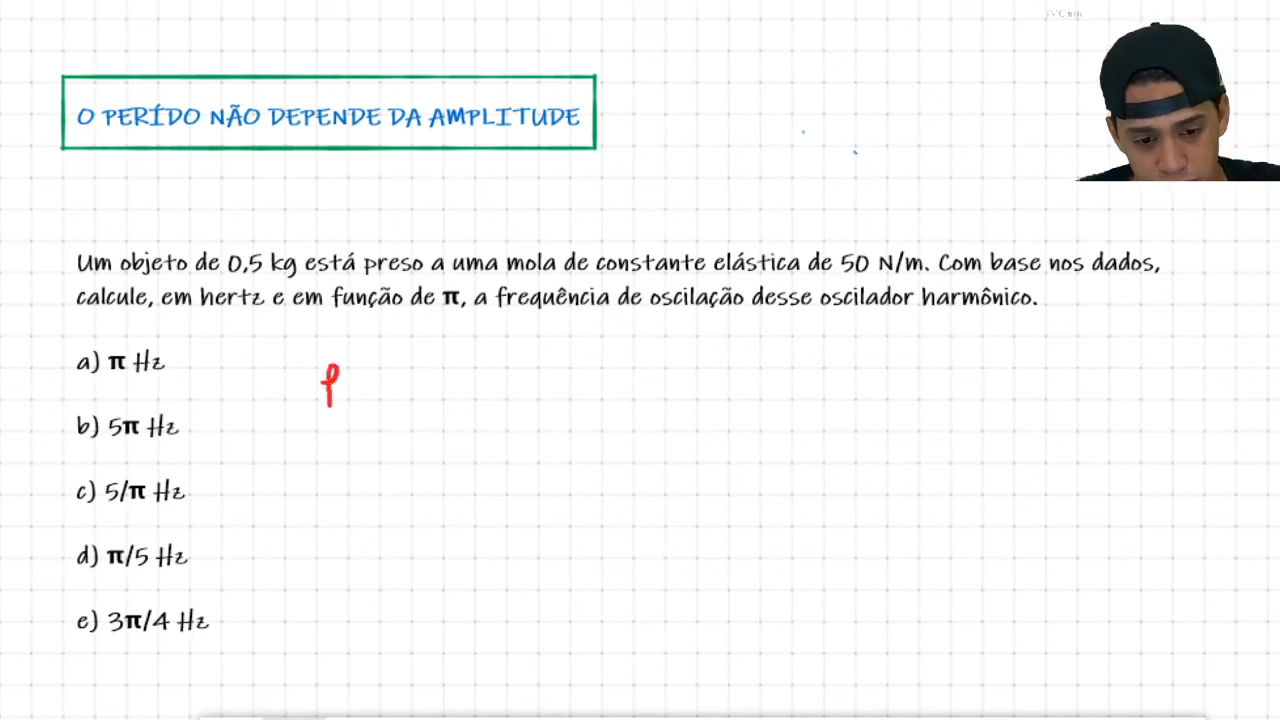 O PERÍDO NÃO DEPENDE DA AMPLITUDE
Um objeto de 0,5 kg está preso a uma mola de constante elástica de 50 N/m. Com base nos dados,
calcule, em hertz e em função de π, a frequência de oscilação desse oscilador harmônico.
a) π Hz
f
b) 5π Hz
c) 5/π Hz
d) π/5 Hz
e) 3π/4 Hz